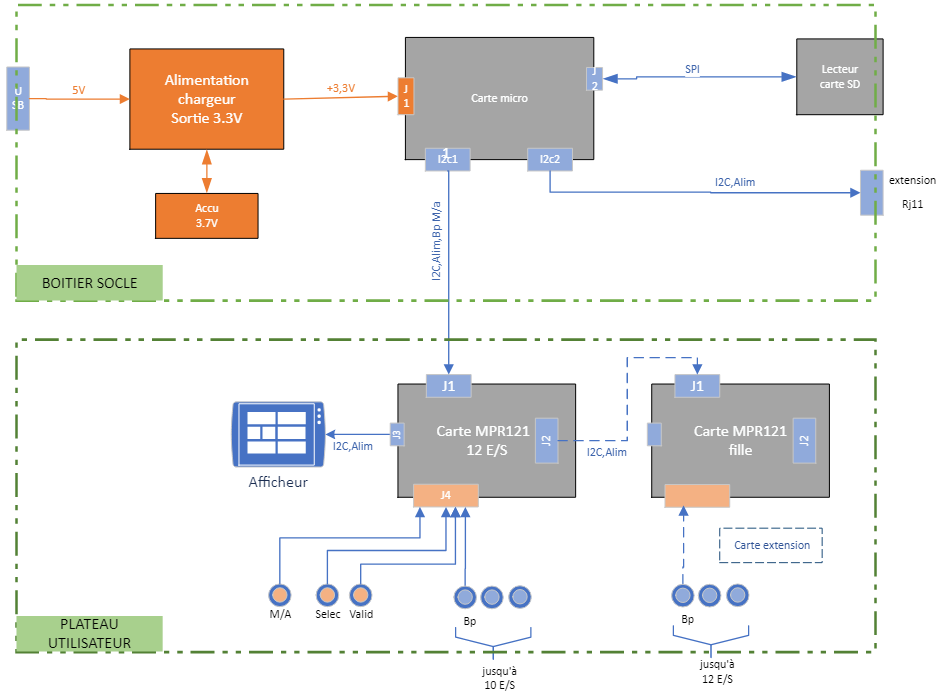 U
SB
5V
Alimentation
chargeur
Sortie 3.3V
+3,3V
J
1
Carte micro
J
2
SPI
Lecteur
carte SD
1
I2c1
I2c2
Accu
3.7V
I2C,Alim,Bp M/a
I2C,Alim
extension
Rj11
BOITIER SOCLE
J1
Carte MPR121
12 E/S
J2
J3
J4
I2C,Alim
Afficheur
I2C,Alim
J1
Carte MPR121
fille
J2
Carte extension
M/A
Selec
Valid
Bp
jusqu'à
10 E/S
Bp
jusqu'à
12 E/S
PLATEAU
UTILISATEUR